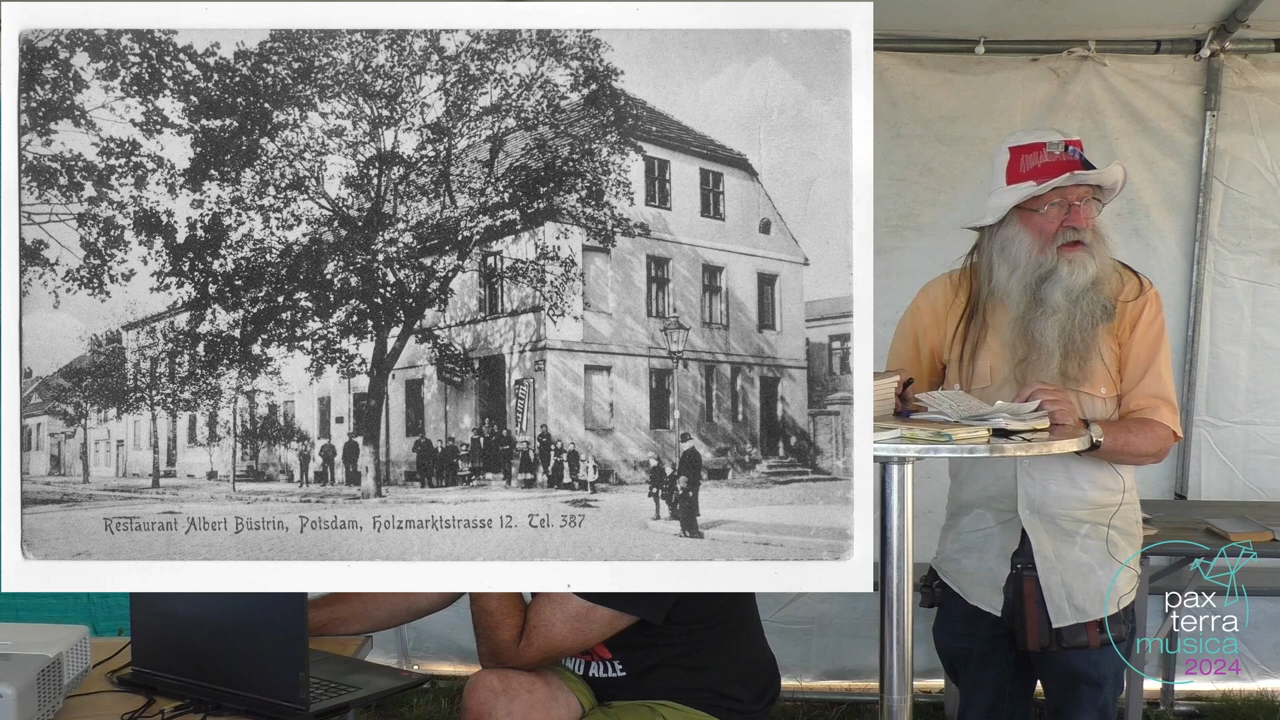 Restaurant Albert Büstrin, Potsdam, Holzmarktstrasse 12. Tel. 387
UND ALLE
pax
terra
musica
2024